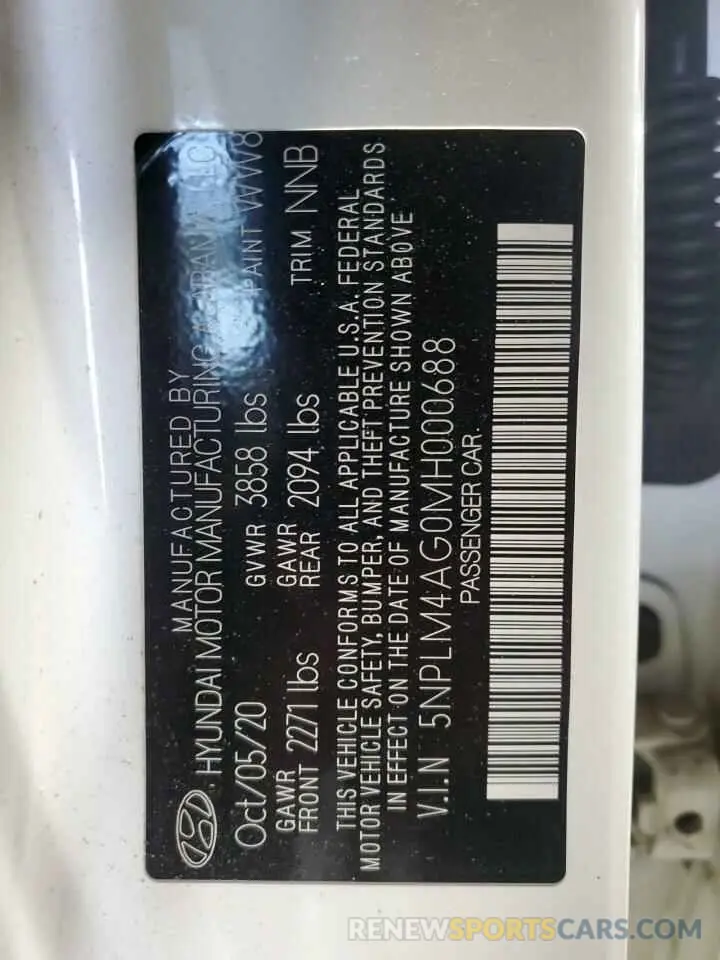 MANUFACTURED BY
HYUNDAI MOTOR MANUFACTURING
Oct/05/20 GVWR 3858 lbs PAINT WW8
GAWR FRONT 2271 lbs GAWR REAR 2094 lbs TRIM NNB
THIS VEHICLE CONFORMS TO ALL APPLICABLE U.S.A. FEDERAL
MOTOR VEHICLE SAFETY, BUMPER, AND THEFT PREVENTION STANDARDS
IN EFFECT ON THE DATE OF MANUFACTURE SHOWN ABOVE
V.I.N 5NPLM4AG0MH000688
PASSENGER CAR
RENEWSPORTSCARS.COM